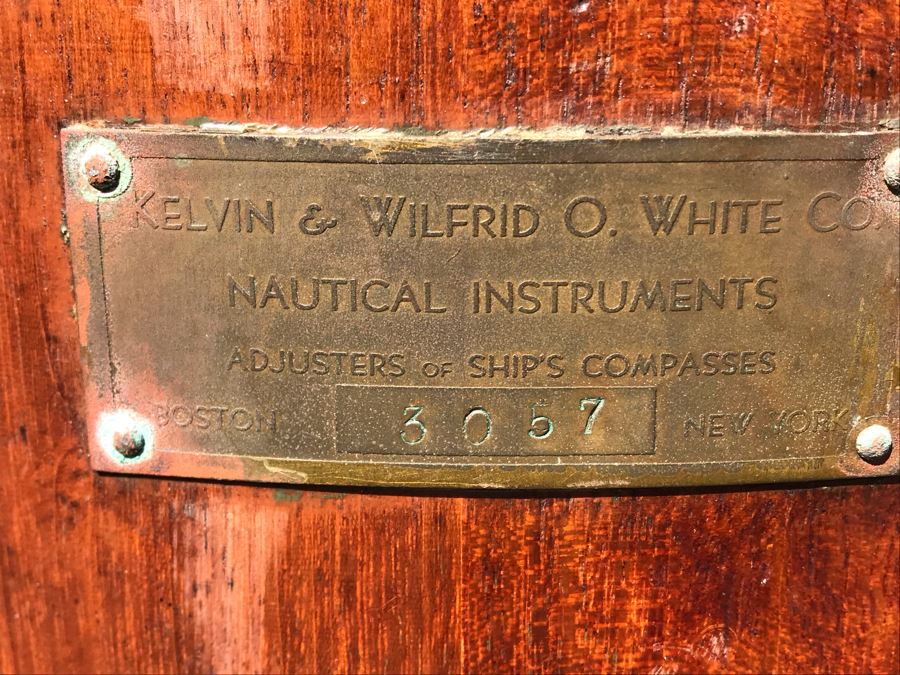 KELVIN & WILFRID O. WHITE CO.
NAUTICAL INSTRUMENTS
ADJUSTERS OF SHIP'S COMPASSES
BOSTON 3057 NEW YORK